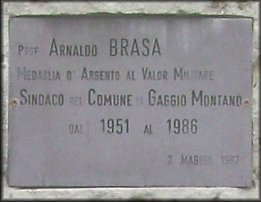 PROF. ARNALDO BRASA
MEDAGLIA D'ARGENTO AL VALOR MILITARE
SINDACO DEL COMUNE DI GAGGIO MONTANO
DAL 1951 AL 1986
2 MAGGIO 1987